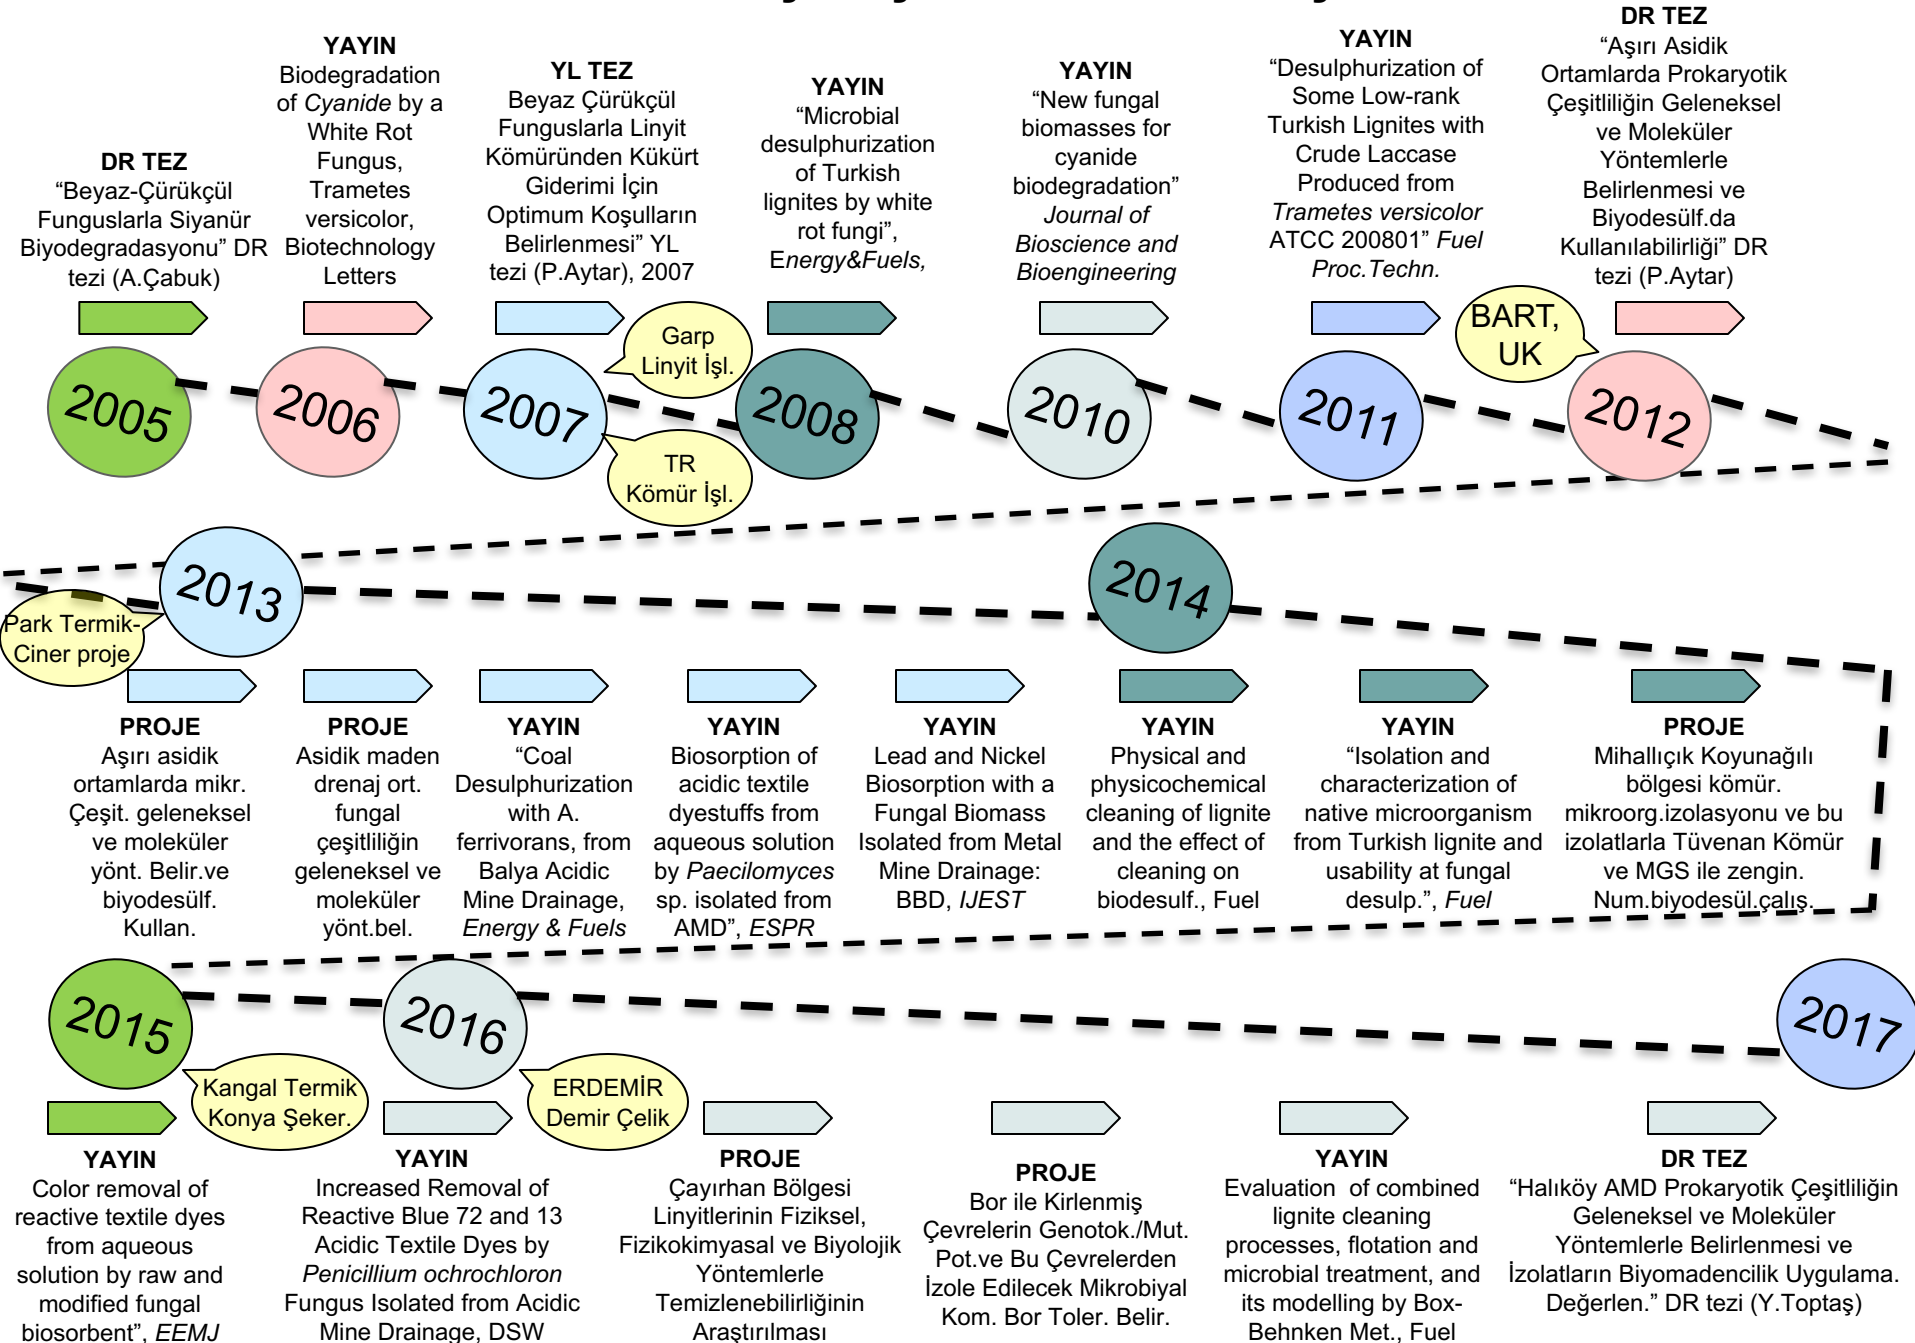 DR TEZ
“Beyaz-Çürükçül
Funguslarla Siyanür
Biyodegradasyonu” DR
tezi (A.Çabuk)
YAYIN
Biodegradation
of Cyanide by a
White Rot
Fungus,
Trametes
versicolor,
Biotechnology
Letters
YL TEZ
Beyaz Çürükçül
Funguslarla Linyit
Kömüründen Kükürt
Giderimi İçin
Optimum Koşulların
Belirlenmesi” YL
tezi (P.Aytar), 2007
YAYIN
“Microbial
desulphurization
of Turkish
lignites by white
rot fungi”,
Energy&Fuels,
YAYIN
“New fungal
biomasses for
cyanide
biodegradation”
Journal of
Bioscience and
Bioengineering
YAYIN
“Desulphurization of
Some Low-rank
Turkish Lignites with
Crude Laccase
Produced from
Trametes versicolor
ATCC 200801” Fuel
Proc.Techn.
DR TEZ
“Aşırı Asidik
Ortamlarda Prokaryotik
Çeşitliliğin Geleneksel
ve Moleküler
Yöntemlerle
Belirlenmesi ve
Biyodesülf.da
Kullanılabilirliği” DR
tezi (P.Aytar)
2005
2006
2007
Garp
Linyit İşl.
TR
Kömür İşl.
2008
2010
2011
BART,
UK
2012
2013
Park Termik-
Ciner proje
2014
PROJE
Aşırı asidik
ortamlarda mikr.
Çeşit. geleneksel
ve moleküler
yönt. Belir.ve
biyodesülf.
Kullan.
PROJE
Asidik maden
drenaj ort.
fungal
çeşitliliğin
geleneksel ve
moleküler
yönt.bel.
YAYIN
“Coal
Desulphurization
with A.
ferrivorans, from
Balya Acidic
Mine Drainage,
Energy & Fuels
YAYIN
Biosorption of
acidic textile
dyestuffs from
aqueous solution
by Paecilomyces
sp. isolated from
AMD”, ESPR
YAYIN
Lead and Nickel
Biosorption with a
Fungal Biomass
Isolated from Metal
Mine Drainage:
BBD, IJEST
YAYIN
Physical and
physicochemical
cleaning of lignite
and the effect of
cleaning on
biodesulf., Fuel
YAYIN
“Isolation and
characterization of
native microorganism
from Turkish lignite and
usability at fungal
desulp.”, Fuel
PROJE
Mihallıçık Koyunağılı
bölgesi kömür.
mikroorg.izolasyonu ve bu
izolatlarla Tüvenan Kömür
ve MGS ile zengin.
Num.biyodesül.çalış.
2015
Kangal Termik
Konya Şeker.
2016
ERDEMİR
Demir Çelik
2017
YAYIN
Color removal of
reactive textile dyes
from aqueous
solution by raw and
modified fungal
biosorbent”, EEMJ
YAYIN
Increased Removal of
Reactive Blue 72 and 13
Acidic Textile Dyes by
Penicillium ochrochloron
Fungus Isolated from Acidic
Mine Drainage, DSW
PROJE
Çayırhan Bölgesi
Linyitlerinin Fiziksel,
Fizikokimyasal ve Biyolojik
Yöntemlerle
Temizlenebilirliğinin
Araştırılması
PROJE
Bor ile Kirlenmiş
Çevrelerin Genotok./Mut.
Pot.ve Bu Çevrelerden
İzole Edilecek Mikrobiyal
Kom. Bor Toler. Belir.
YAYIN
Evaluation of combined
lignite cleaning
processes, flotation and
microbial treatment, and
its modelling by Box-
Behnken Met., Fuel
DR TEZ
“Halıköy AMD Prokaryotik Çeşitliliğin
Geleneksel ve Moleküler
Yöntemlerle Belirlenmesi ve
İzolatların Biyomadencilik Uygulama.
Değerlen.” DR tezi (Y.Toptaş)